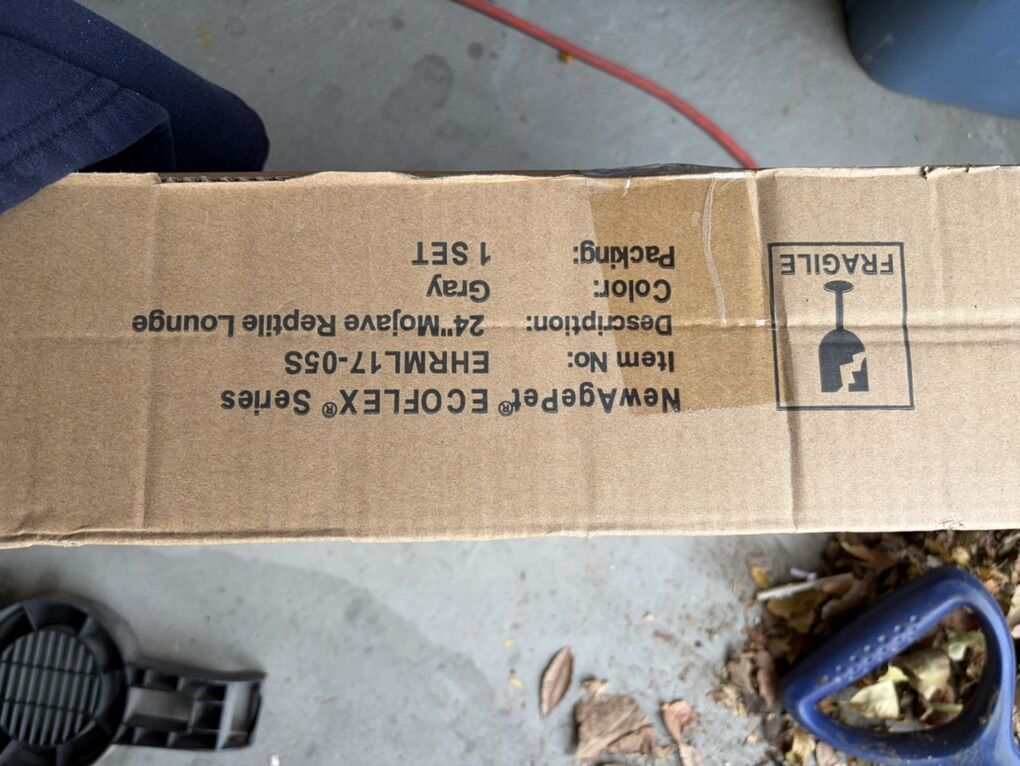 NewAgePet® ECOFLEX® Series
Item No: EHRML17-05S
Description: 24"Mojave Reptile Lounge
Color: Gray
Packing: 1 SET
FRAGILE